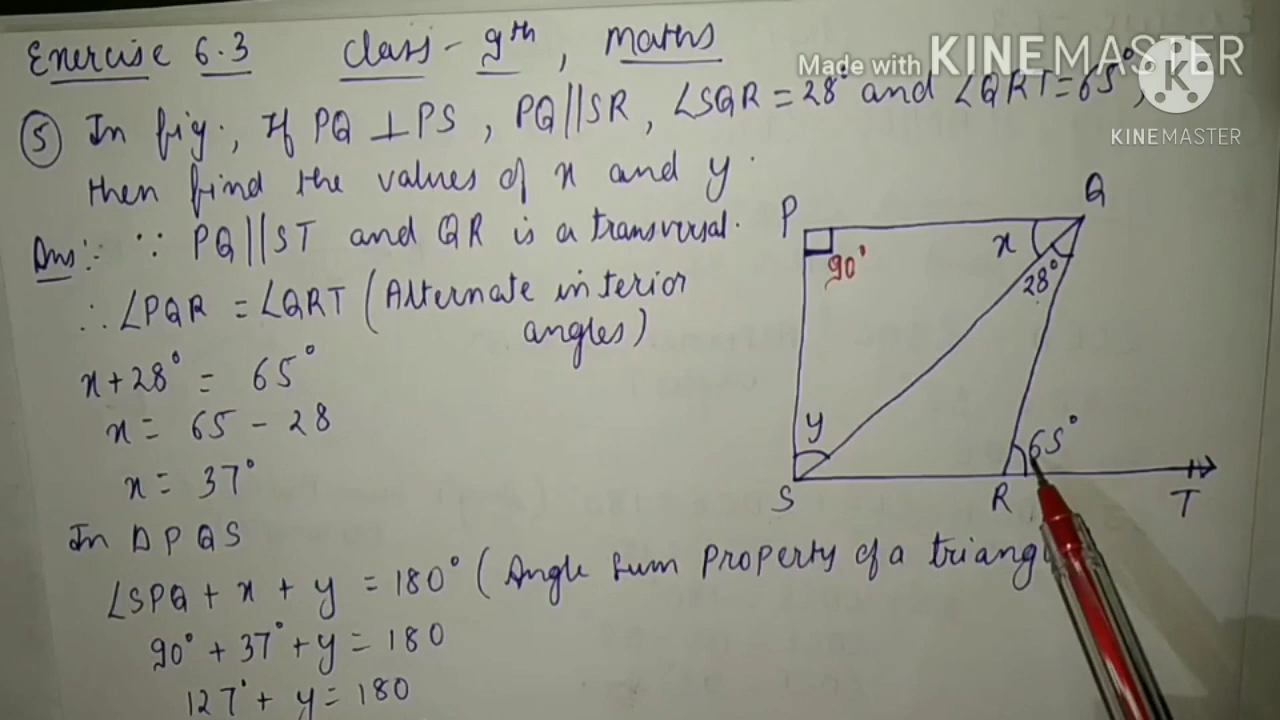 Exercise 6.3 Class - 9th, Maths
Made with KINEMASTER
K
KINEMASTER
⑤ In fig., If PQ ⊥ PS, PQ || SR, ∠SQR = 28° and ∠QRT = 65°,
then find the values of x and y.
Ans:- ∵ PQ || ST and QR is a transversal.
∴ ∠PQR = ∠QRT (Alternate interior
angles)
x + 28° = 65°
x = 65 - 28
x = 37°
In Δ PQS
∠SPQ + x + y = 180° (Angle sum property of a triang
90° + 37° + y = 180
127° + y = 180
P
Q
90°
x
28°
y
65°
S
R
T